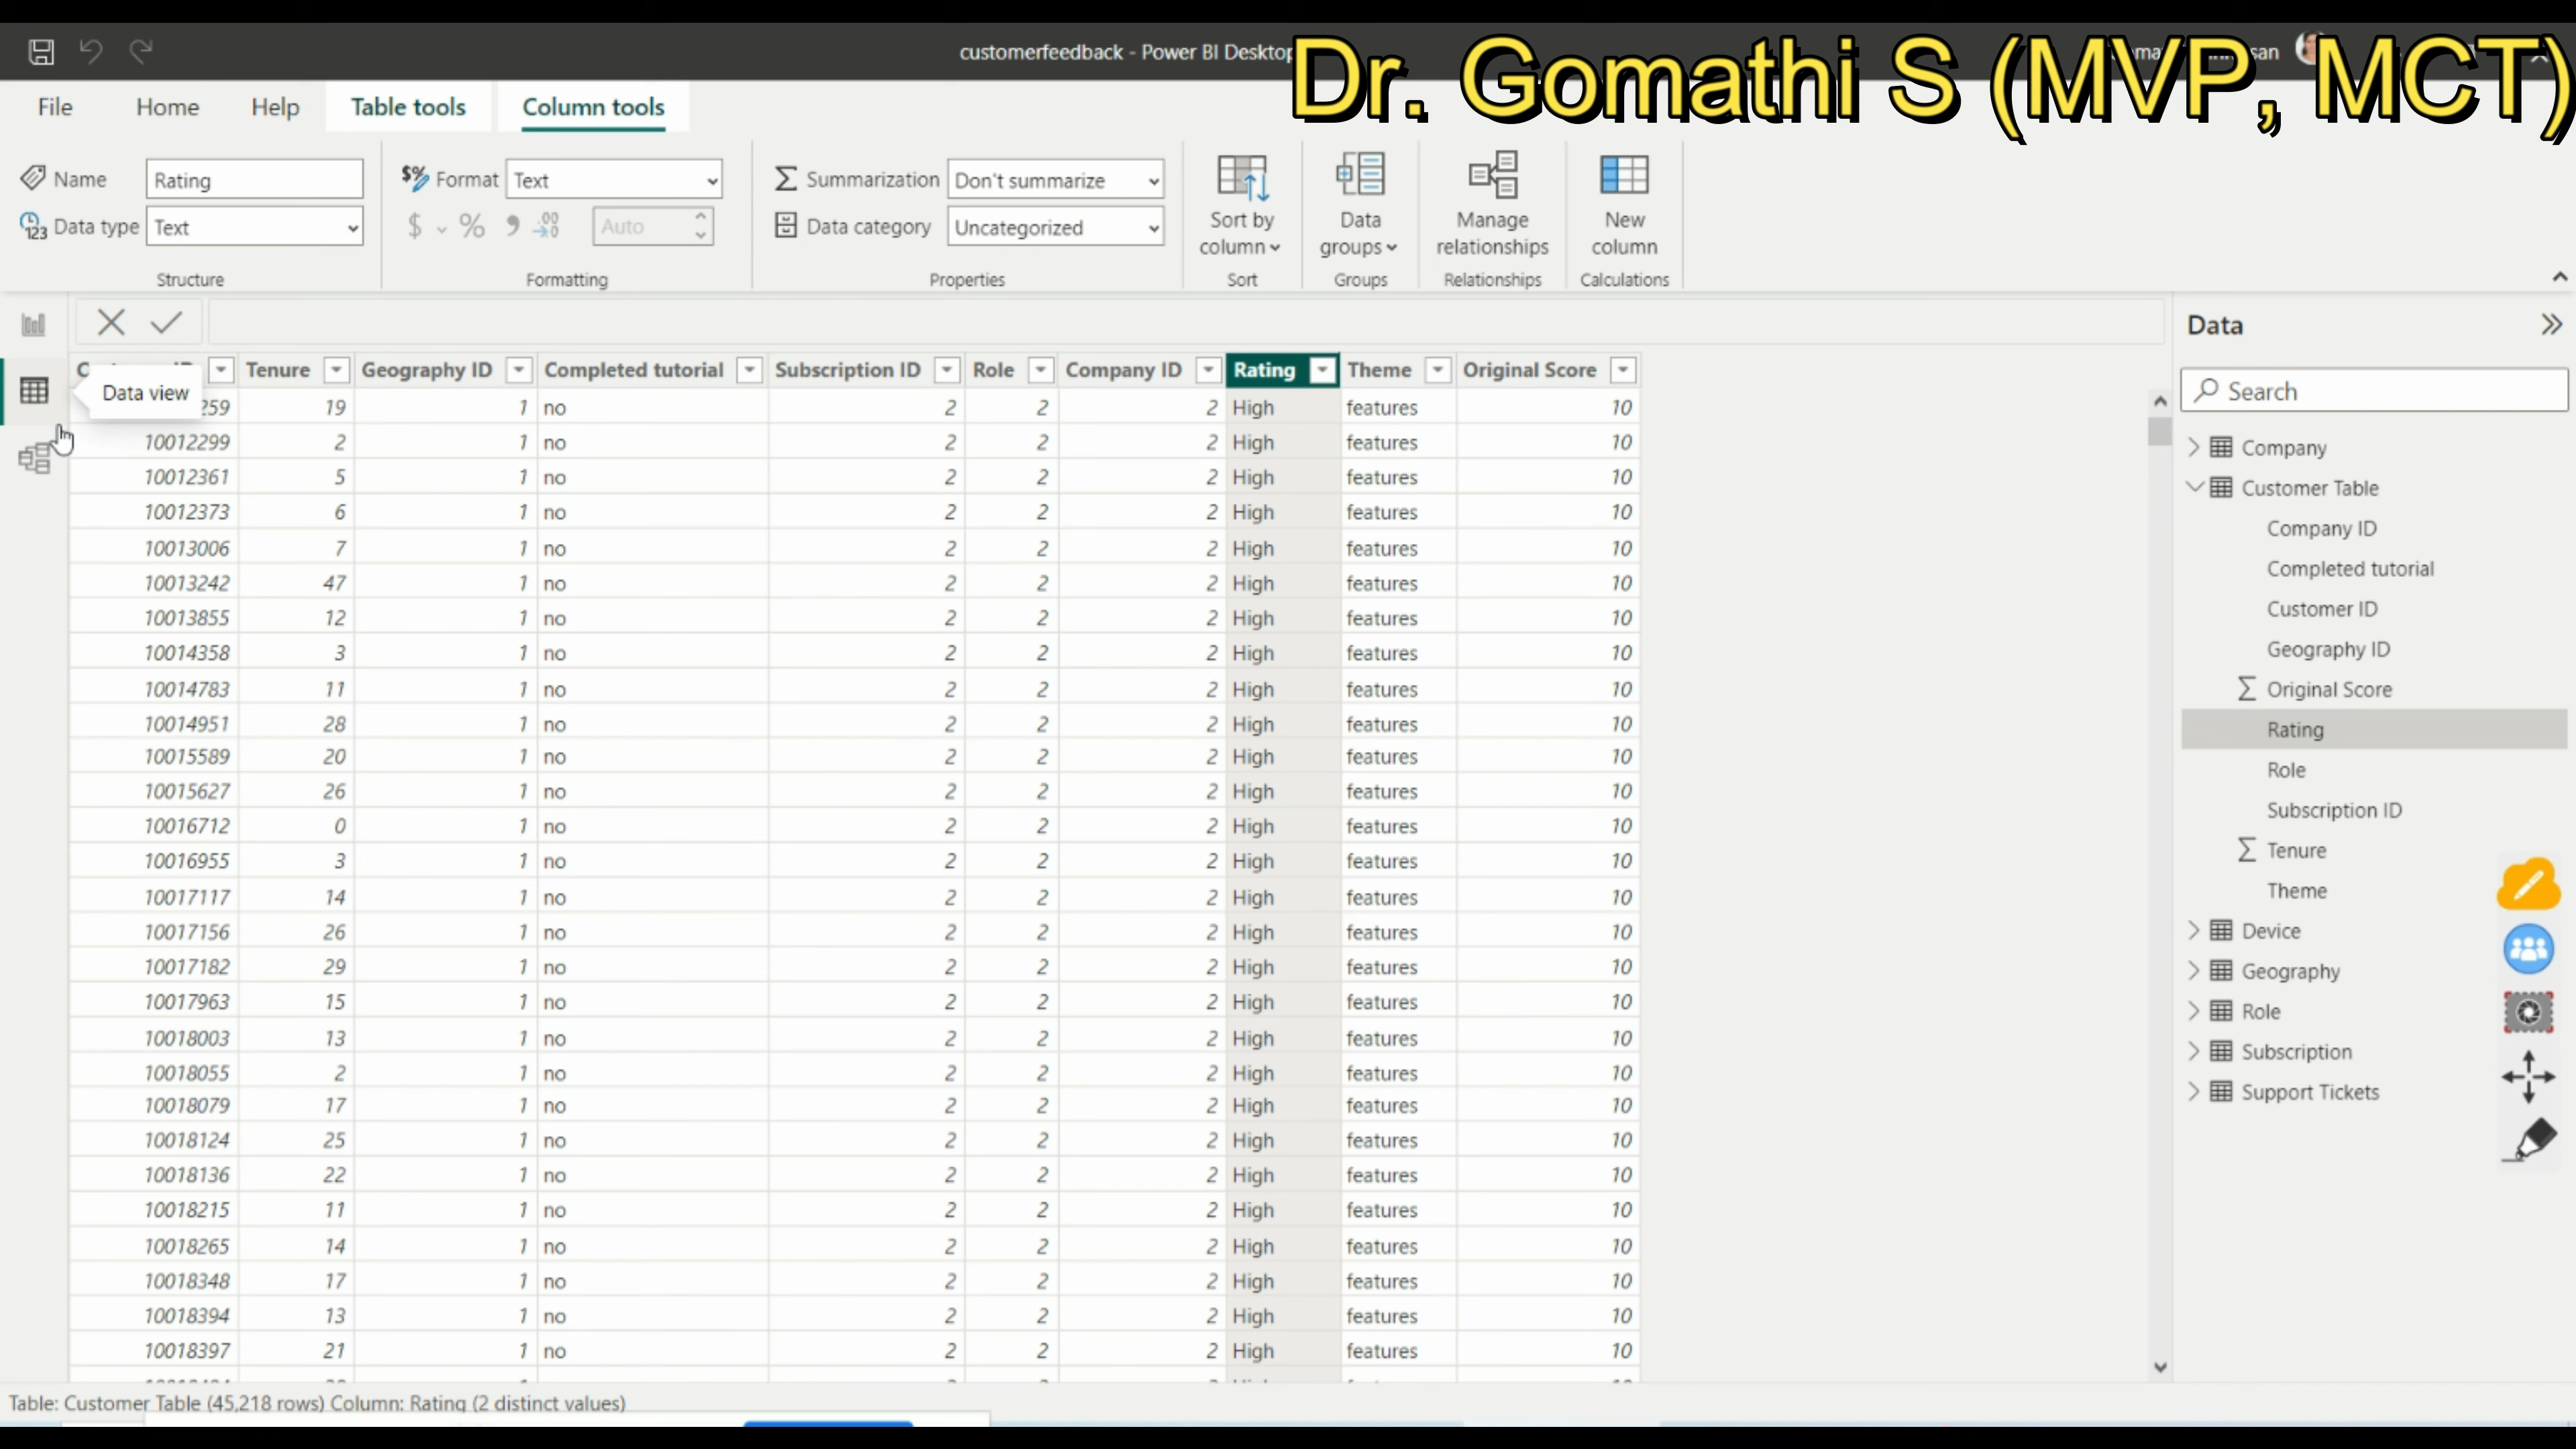 customerfeedback - Power BI Desktop
Dr. Gomathi S (MVP, MCT)
File Home Help Table tools Column tools
Name Rating Format Text Summarization Don't summarize
Data type Text $ % Auto Data category Uncategorized
Sort by column Data groups Manage relationships New column
Structure Formatting Properties Sort Groups Relationships Calculations
Tenure Geography ID Completed tutorial Subscription ID Role Company ID Rating Theme Original Score
Data view
259 19 1 no 2 2 2 High features 10
10012299 2 1 no 2 2 2 High features 10
10012361 5 1 no 2 2 2 High features 10
10012373 6 1 no 2 2 2 High features 10
10013006 7 1 no 2 2 2 High features 10
10013242 47 1 no 2 2 2 High features 10
10013855 12 1 no 2 2 2 High features 10
10014358 3 1 no 2 2 2 High features 10
10014783 11 1 no 2 2 2 High features 10
10014951 28 1 no 2 2 2 High features 10
10015589 20 1 no 2 2 2 High features 10
10015627 26 1 no 2 2 2 High features 10
10016712 0 1 no 2 2 2 High features 10
10016955 3 1 no 2 2 2 High features 10
10017117 14 1 no 2 2 2 High features 10
10017156 26 1 no 2 2 2 High features 10
10017182 29 1 no 2 2 2 High features 10
10017963 15 1 no 2 2 2 High features 10
10018003 13 1 no 2 2 2 High features 10
10018055 2 1 no 2 2 2 High features 10
10018079 17 1 no 2 2 2 High features 10
10018124 25 1 no 2 2 2 High features 10
10018136 22 1 no 2 2 2 High features 10
10018215 11 1 no 2 2 2 High features 10
10018265 14 1 no 2 2 2 High features 10
10018348 17 1 no 2 2 2 High features 10
10018394 13 1 no 2 2 2 High features 10
10018397 21 1 no 2 2 2 High features 10
Table: Customer Table (45,218 rows) Column: Rating (2 distinct values)
Data
Search
Company
Customer Table
Company ID
Completed tutorial
Customer ID
Geography ID
Original Score
Rating
Role
Subscription ID
Tenure
Theme
Device
Geography
Role
Subscription
Support Tickets